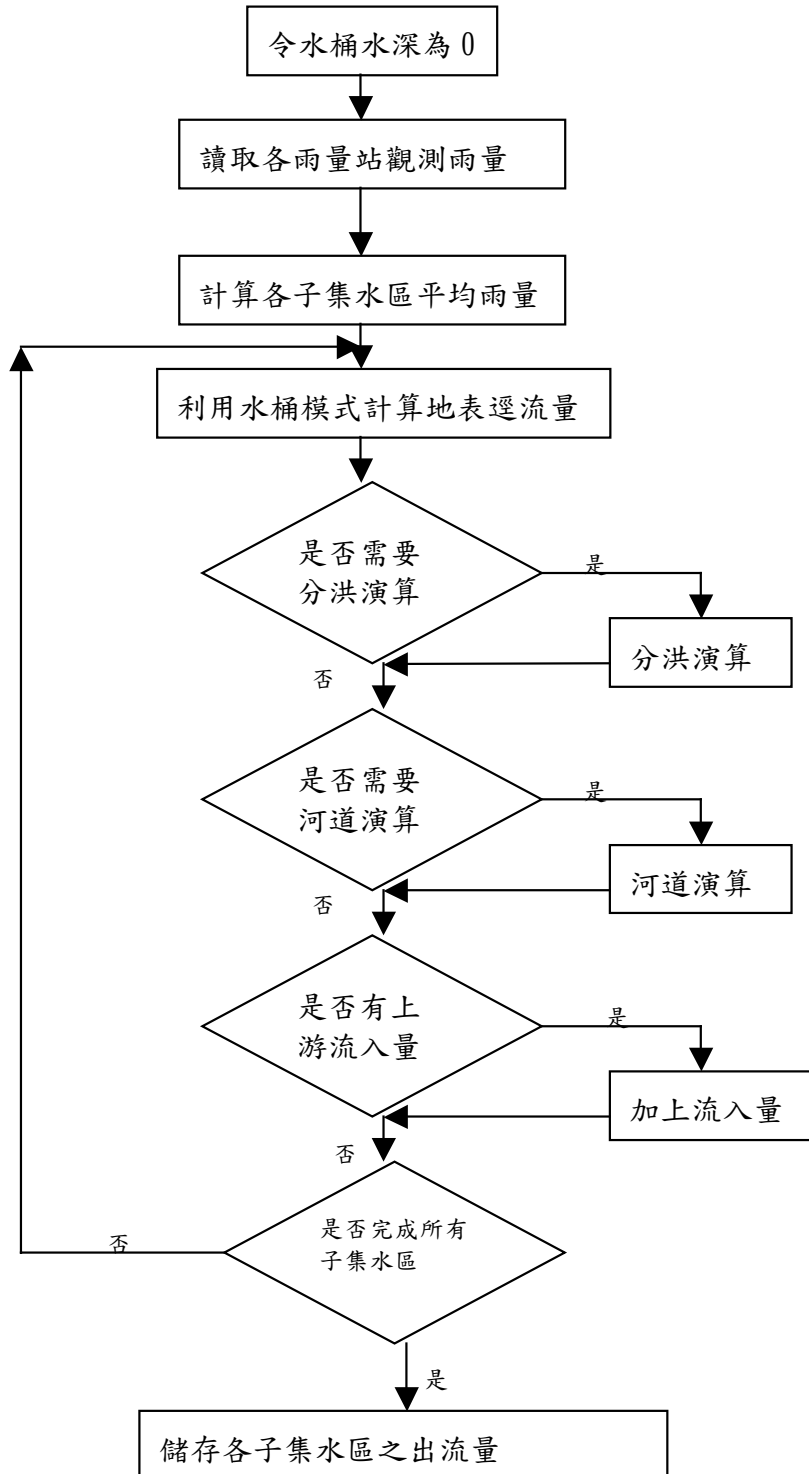 令水桶水深為 0
讀取各雨量站觀測雨量
計算各子集水區平均雨量
利用水桶模式計算地表逕流量
是否需要
分洪演算
是
分洪演算
否
是否需要
河道演算
是
河道演算
否
是否有上
游流入量
是
加上流入量
否
是否完成所有
子集水區
否
是
儲存各子集水區之出流量